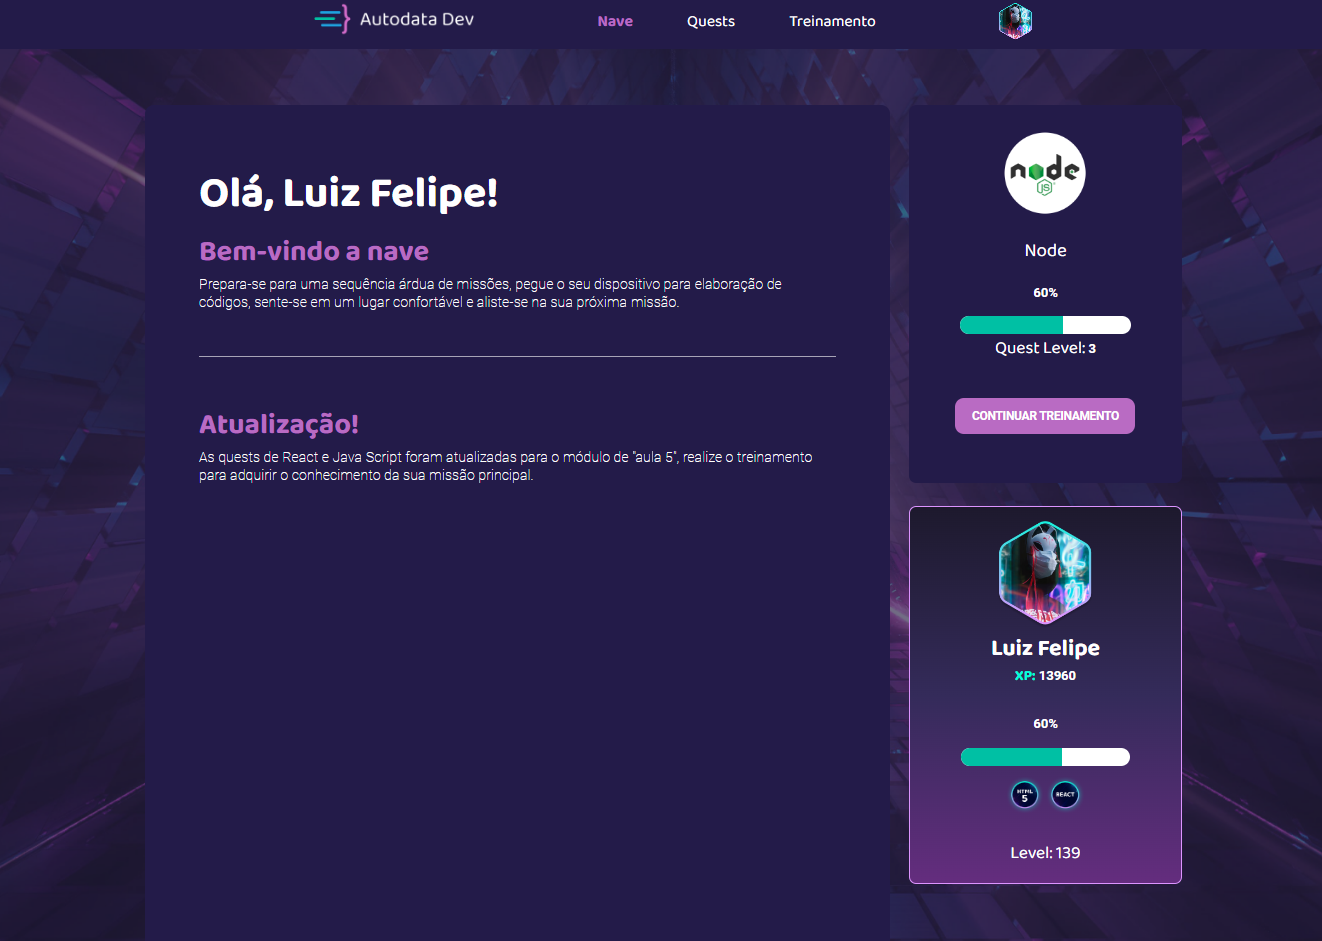 Autodata Dev
Nave
Quests
Treinamento
Olá, Luiz Felipe!
Bem-vindo a nave
Prepara-se para uma sequência árdua de missões, pegue o seu dispositivo para elaboração de
códigos, sente-se em um lugar confortável e aliste-se na sua próxima missão.
Atualização!
As quests de React e Java Script foram atualizadas para o módulo de "aula 5", realize o treinamento
para adquirir o conhecimento da sua missão principal.
node
JS
Node
60%
Quest Level: 3
CONTINUAR TREINAMENTO
Luiz Felipe
XP: 13960
60%
HTML
5
REACT
Level: 139